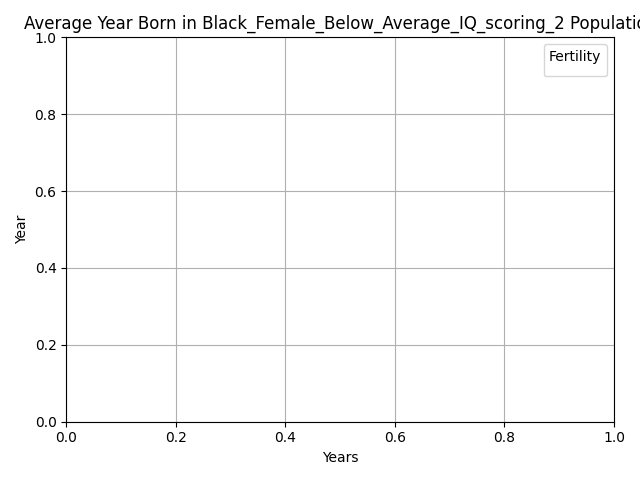 Average Year Born in Black_Female_Below_Average_IQ_scoring_2 Populatio
Fertility
1.0
0.8
0.6
0.4
0.2
0.0
Year
0.0 0.2 0.4 0.6 0.8 1.0
Years